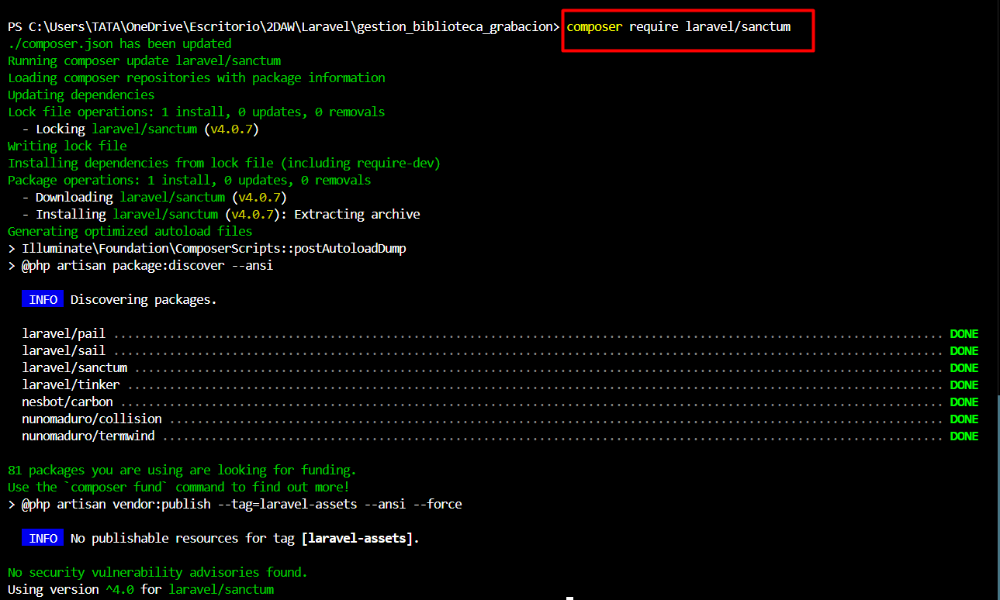 PS C:\Users\TATA\OneDrive\Escritorio\2DAW\Laravel\gestion_biblioteca_grabacion> composer require laravel/sanctum
./composer.json has been updated
Running composer update laravel/sanctum
Loading composer repositories with package information
Updating dependencies
Lock file operations: 1 install, 0 updates, 0 removals
  - Locking laravel/sanctum (v4.0.7)
Writing lock file
Installing dependencies from lock file (including require-dev)
Package operations: 1 install, 0 updates, 0 removals
  - Downloading laravel/sanctum (v4.0.7)
  - Installing laravel/sanctum (v4.0.7): Extracting archive
Generating optimized autoload files
> Illuminate\Foundation\ComposerScripts::postAutoloadDump
> @php artisan package:discover --ansi
INFO Discovering packages.
laravel/pail ........................................ DONE
laravel/sail ........................................ DONE
laravel/sanctum ..................................... DONE
laravel/tinker ...................................... DONE
nesbot/carbon ....................................... DONE
nunomaduro/collision ................................ DONE
nunomaduro/termwind ................................. DONE
81 packages you are using are looking for funding.
Use the `composer fund` command to find out more!
> @php artisan vendor:publish --tag=laravel-assets --ansi --force
INFO No publishable resources for tag [laravel-assets].
No security vulnerability advisories found.
Using version ^4.0 for laravel/sanctum